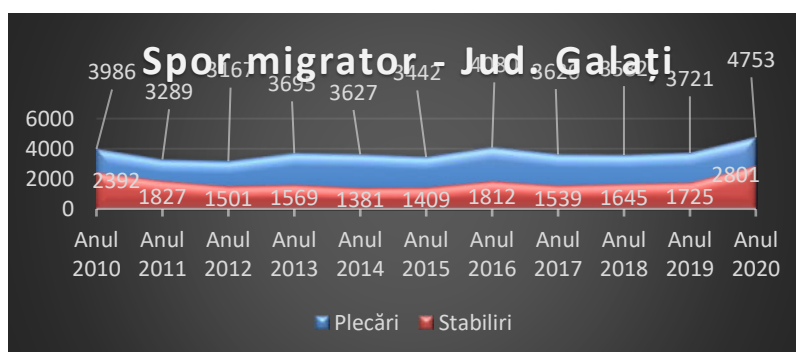 Spor migrator - Jud. Galați
3986
3289
3167
3695
3627
3442
3721
4753
6000
4000
2000
0
2392
1827
1501
1569
1381
1409
1812
1539
1645
1725
2801
Anul 2010
Anul 2011
Anul 2012
Anul 2013
Anul 2014
Anul 2015
Anul 2016
Anul 2017
Anul 2018
Anul 2019
Anul 2020
Plecări
Stabiliri